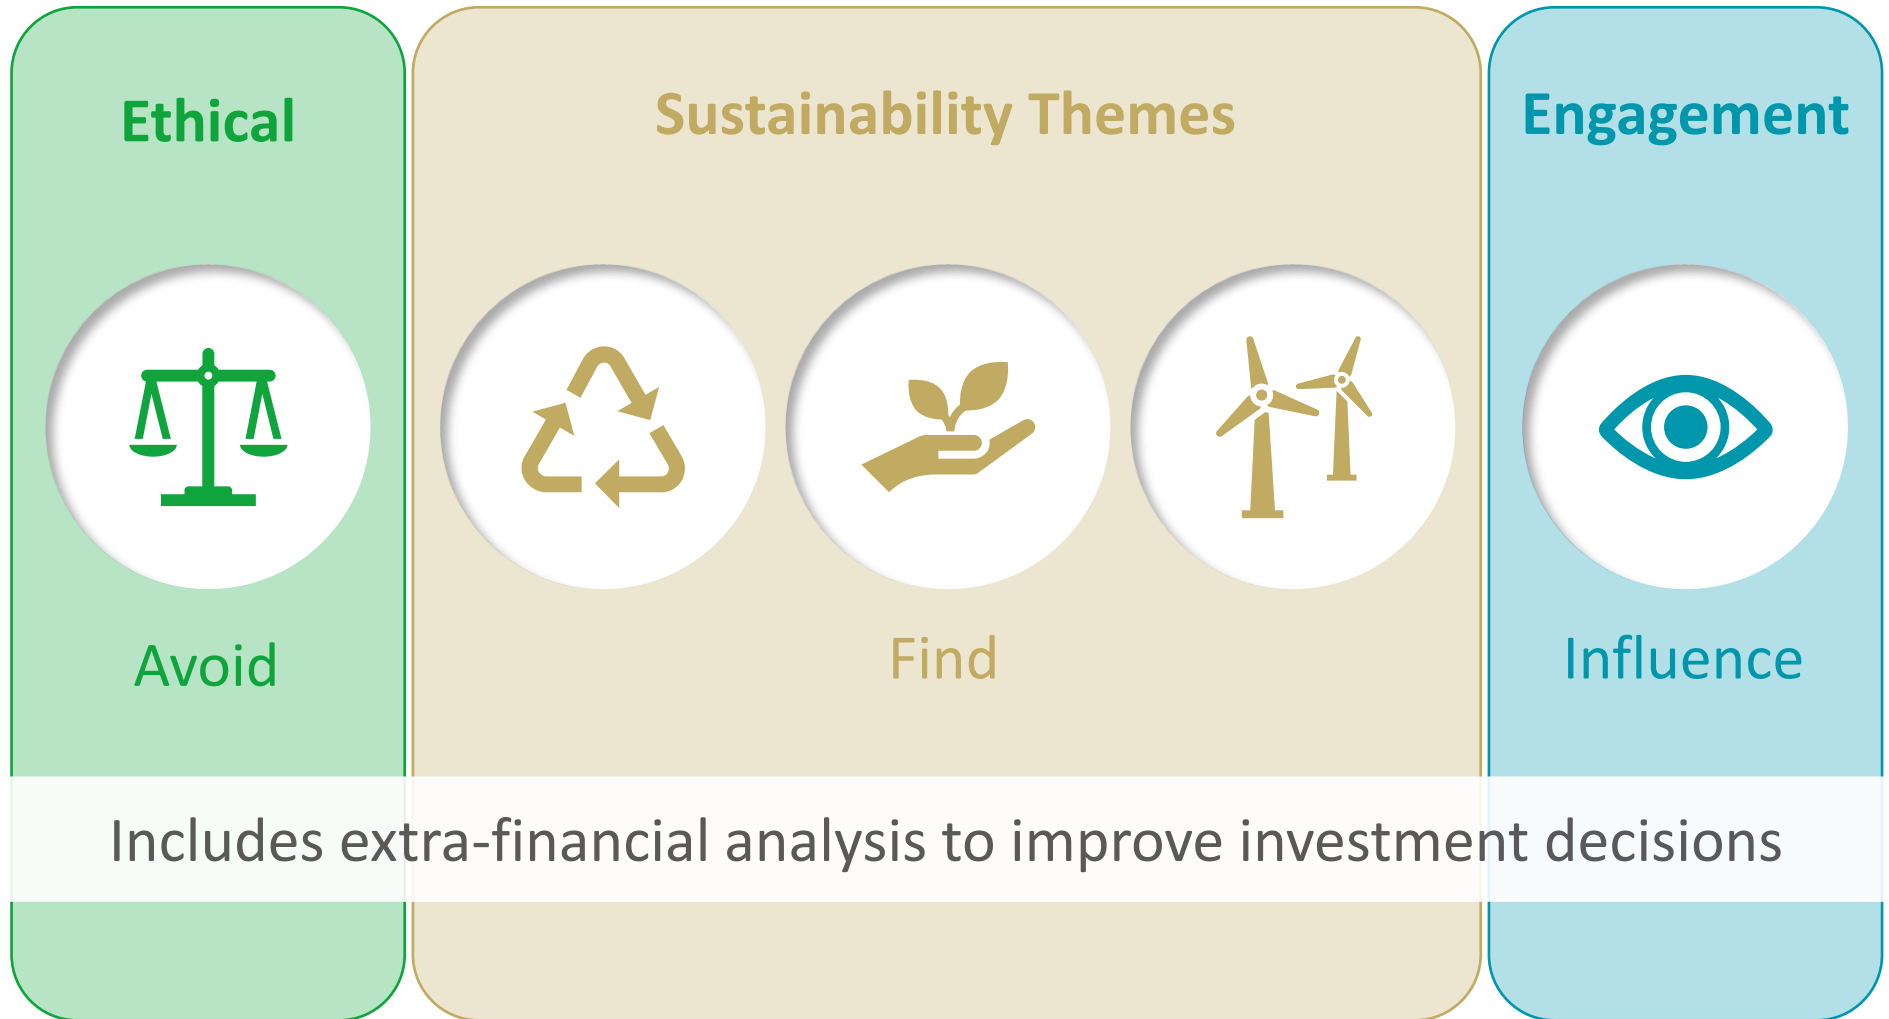 Ethical
Sustainability Themes
Engagement
Avoid
Find
Influence
Includes extra-financial analysis to improve investment decisions